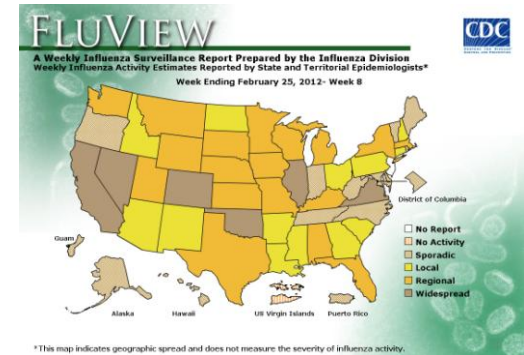 FLUVIEW
CDC
A Weekly Influenza Surveillance Report Prepared by the Influenza Division
Weekly Influenza Activity Estimates Reported by State and Territorial Epidemiologists*
Week Ending February 25, 2012- Week 8
District of Columbia
No Report
No Activity
Sporadic
Local
Regional
Widespread
Guam
Alaska
Hawaii
US Virgin Islands
Puerto Rico
*This map indicates geographic spread and does not measure the severity of influenza activity.